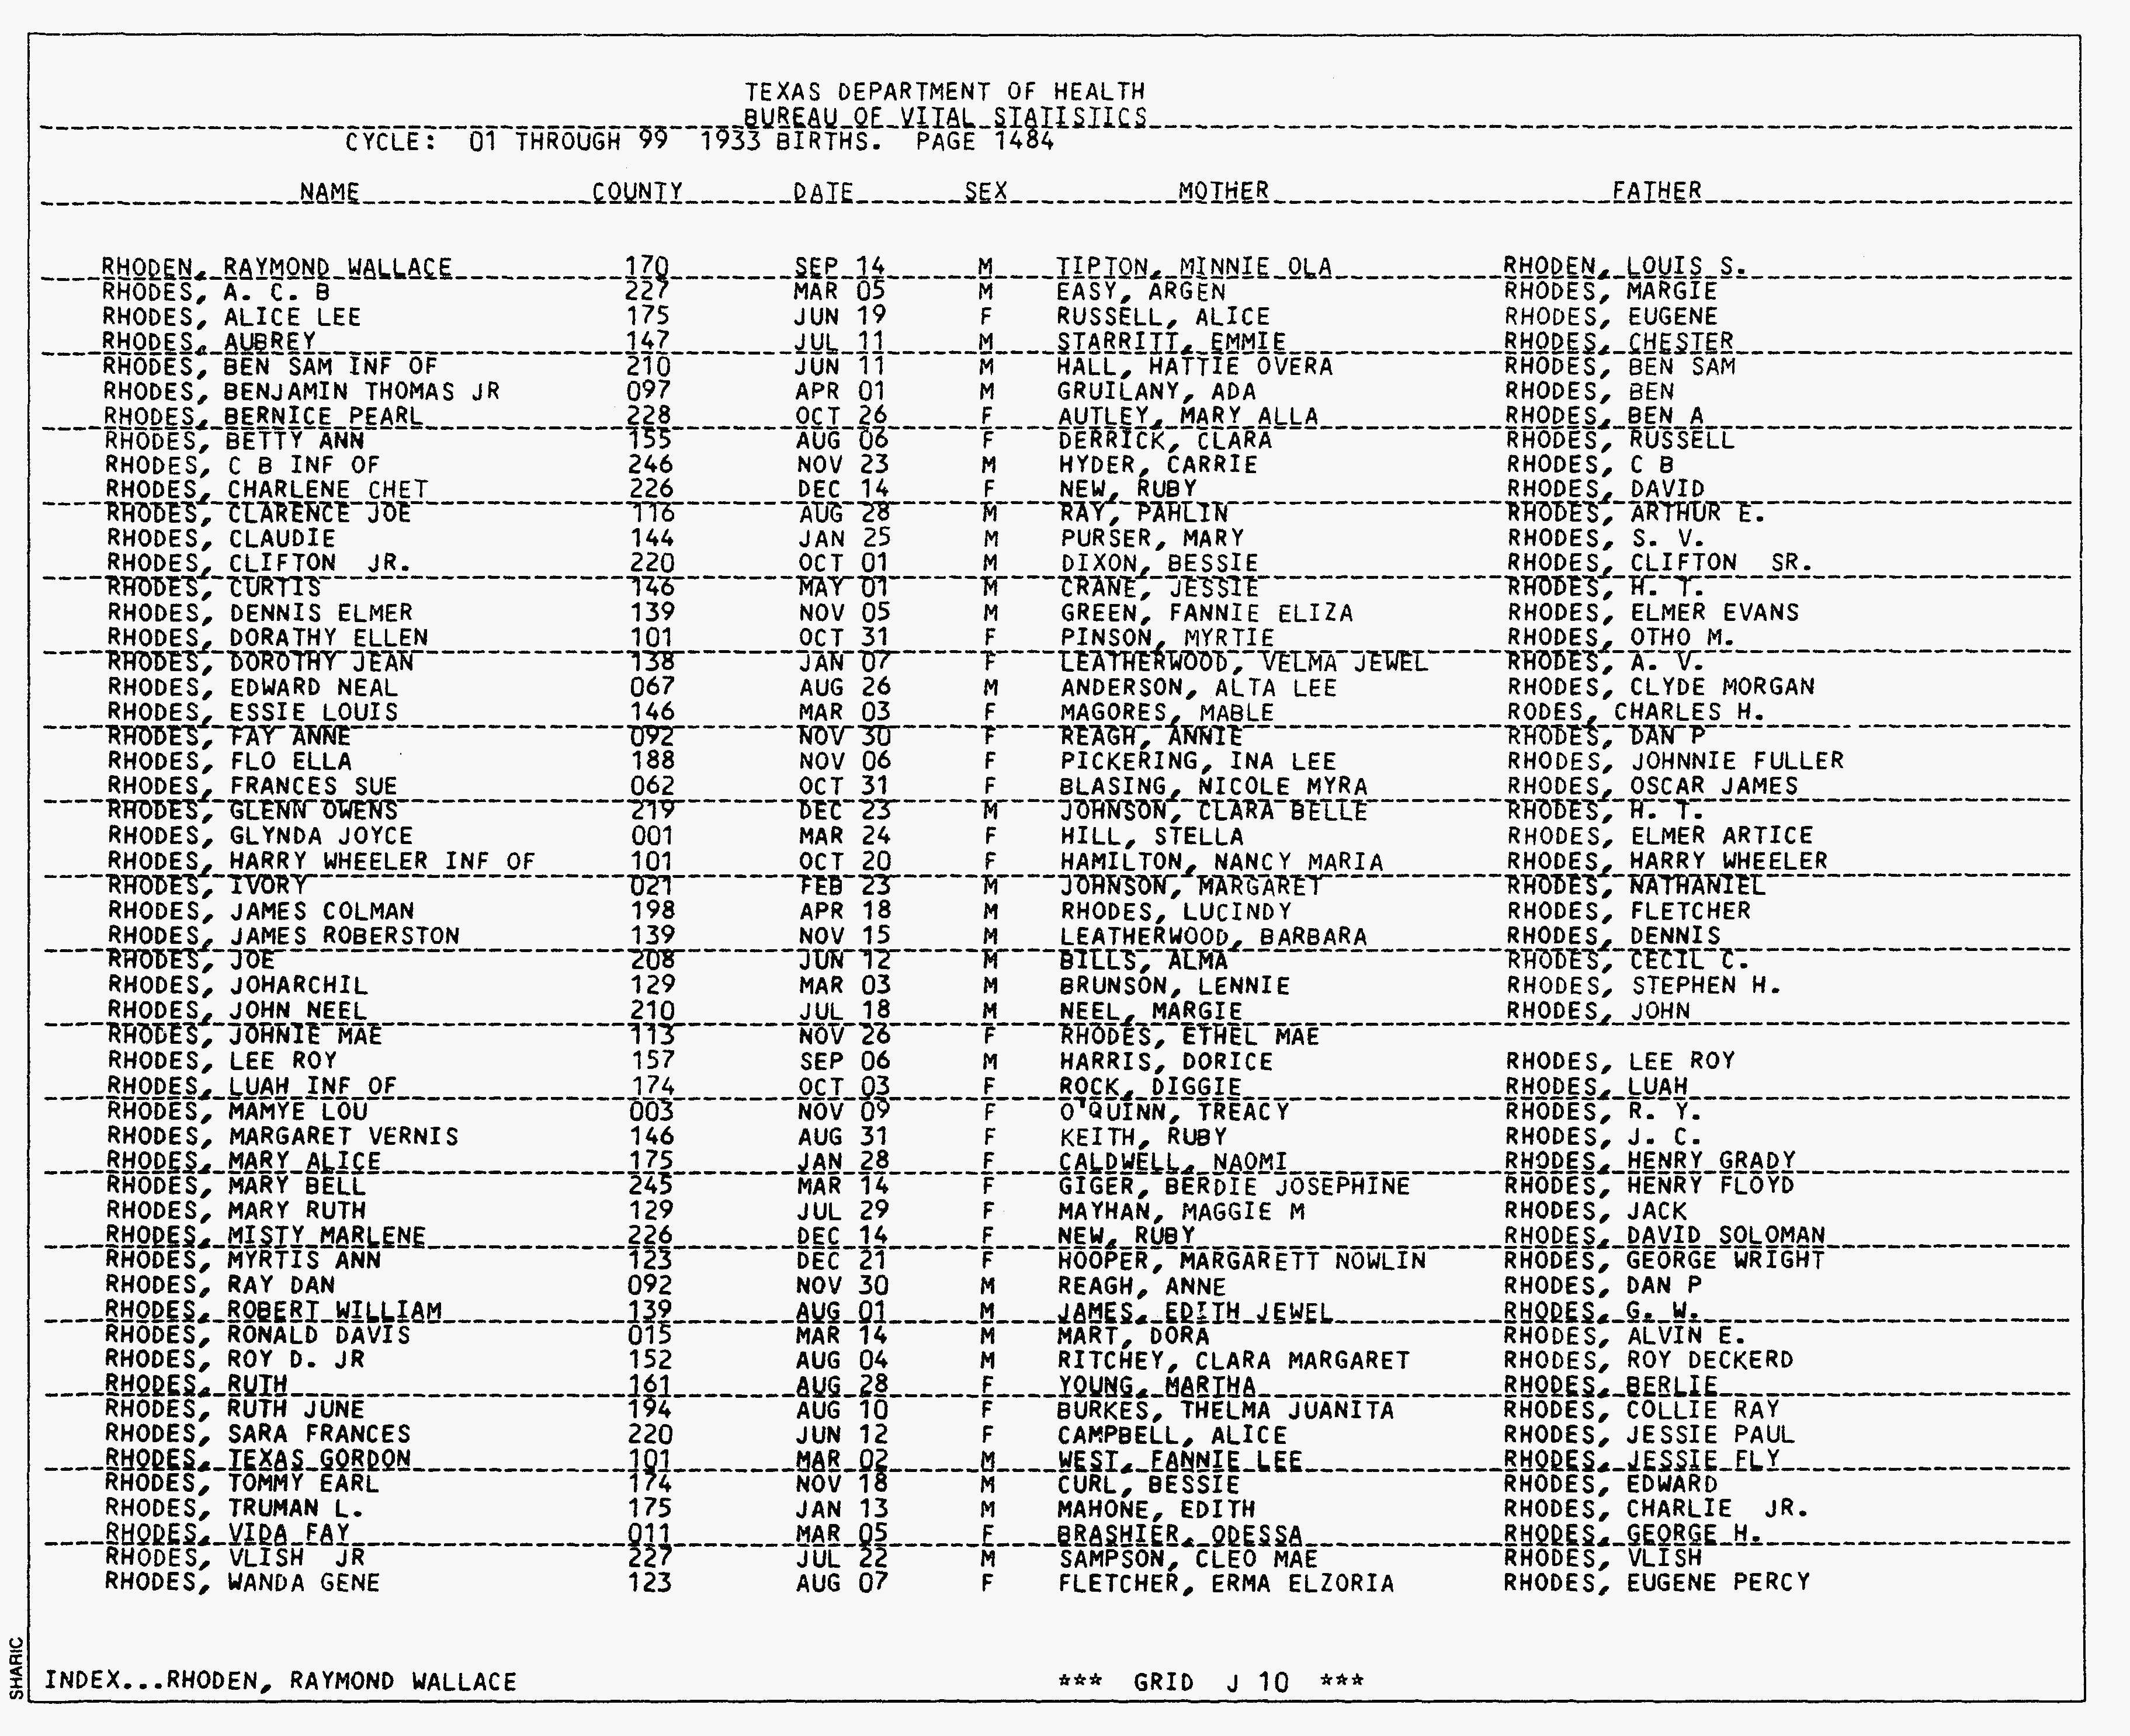 TEXAS DEPARTMENT OF HEALTH
BUREAU OF VITAL STATISTICS
CYCLE: 01 THROUGH 99 1933 BIRTHS. PAGE 1484
NAME COUNTY DATE SEX MOTHER FATHER
RHODEN, RAYMOND WALLACE 170 SEP 14 M TIPTON, MINNIE OLA RHODEN, LOUIS S.
RHODES, A. C. B 227 MAR 05 M EASY, ARGEN RHODES, MARGIE
RHODES, ALICE LEE 175 JUN 19 F RUSSELL, ALICE RHODES, EUGENE
RHODES, AUBREY 147 JUL 11 M STARRITT, EMMIE RHODES, CHESTER
RHODES, BEN SAM INF OF 210 JUN 11 M HALL, HATTIE OVERA RHODES, BEN SAM
RHODES, BENJAMIN THOMAS JR 097 APR 01 M GRUILANY, ADA RHODES, BEN
RHODES, BERNICE PEARL 228 OCT 26 F AUTLEY, MARY ALLA RHODES, BEN A
RHODES, BETTY ANN 155 AUG 06 F DERRICK, CLARA RHODES, RUSSELL
RHODES, C B INF OF 246 NOV 23 M HYDER, CARRIE RHODES, C B
RHODES, CHARLENE CHET 226 DEC 14 F NEW, RUBY RHODES, DAVID
RHODES, CLARENCE JOE 116 AUG 28 M RAY, PAHLIN RHODES, ARTHUR E.
RHODES, CLAUDIE 144 JAN 25 M PURSER, MARY RHODES, S. V.
RHODES, CLIFTON JR. 220 OCT 01 M DIXON, BESSIE RHODES, CLIFTON SR.
RHODES, CURTIS 146 MAY 01 M CRANE, JESSIE RHODES, H. T.
RHODES, DENNIS ELMER 139 NOV 05 M GREEN, FANNIE ELIZA RHODES, ELMER EVANS
RHODES, DORATHY ELLEN 101 OCT 31 F PINSON, MYRTIE RHODES, OTHO M.
RHODES, DOROTHY JEAN 138 JAN 07 F LEATHERWOOD, VELMA JEWEL RHODES, A. V.
RHODES, EDWARD NEAL 067 AUG 26 M ANDERSON, ALTA LEE RHODES, CLYDE MORGAN
RHODES, ESSIE LOUIS 146 MAR 03 F MAGORES, MABLE RODES, CHARLES H.
RHODES, FAY ANNE 092 NOV 30 F REAGH, ANNIE RHODES, DAN P
RHODES, FLO ELLA 188 NOV 06 F PICKERING, INA LEE RHODES, JOHNNIE FULLER
RHODES, FRANCES SUE 062 OCT 31 F BLASING, NICOLE MYRA RHODES, OSCAR JAMES
RHODES, GLENN OWENS 219 DEC 23 M JOHNSON, CLARA BELLE RHODES, H. T.
RHODES, GLYNDA JOYCE 001 MAR 24 F HILL, STELLA RHODES, ELMER ARTICE
RHODES, HARRY WHEELER INF OF 101 OCT 20 F HAMILTON, NANCY MARIA RHODES, HARRY WHEELER
RHODES, IVORY 021 FEB 23 M JOHNSON, MARGARET RHODES, NATHANIEL
RHODES, JAMES COLMAN 198 APR 18 M RHODES, LUCINDY RHODES, FLETCHER
RHODES, JAMES ROBERSTON 139 NOV 15 M LEATHERWOOD, BARBARA RHODES, DENNIS
RHODES, JOE 208 JUN 12 M BILLS, ALMA RHODES, CECIL C.
RHODES, JOHARCHIL 129 MAR 03 M BRUNSON, LENNIE RHODES, STEPHEN H.
RHODES, JOHN NEEL 210 JUL 18 M NEEL, MARGIE RHODES, JOHN
RHODES, JOHNIE MAE 113 NOV 26 F RHODES, ETHEL MAE
RHODES, LEE ROY 157 SEP 06 M HARRIS, DORICE RHODES, LEE ROY
RHODES, LUAH INF OF 174 OCT 03 F ROCK, DIGGIE RHODES, LUAH
RHODES, MAMYE LOU 003 NOV 09 F O'QUINN, TREACY RHODES, R. Y.
RHODES, MARGARET VERNIS 146 AUG 31 F KEITH, RUBY RHODES, J. C.
RHODES, MARY ALICE 175 JAN 28 F CALDWELL, NAOMI RHODES, HENRY GRADY
RHODES, MARY BELL 245 MAR 14 F GIGER, BERDIE JOSEPHINE RHODES, HENRY FLOYD
RHODES, MARY RUTH 129 JUL 29 F MAYHAN, MAGGIE M RHODES, JACK
RHODES, MISTY MARLENE 226 DEC 14 F NEW, RUBY RHODES, DAVID SOLOMAN
RHODES, MYRTIS ANN 123 DEC 21 F HOOPER, MARGARETT NOWLIN RHODES, GEORGE WRIGHT
RHODES, RAY DAN 092 NOV 30 M REAGH, ANNE RHODES, DAN P
RHODES, ROBERT WILLIAM 139 AUG 01 M JAMES, EDITH JEWEL RHODES, G. W.
RHODES, RONALD DAVIS 015 MAR 14 M MART, DORA RHODES, ALVIN E.
RHODES, ROY D. JR 152 AUG 04 M RITCHEY, CLARA MARGARET RHODES, ROY DECKERD
RHODES, RUTH 161 AUG 28 F YOUNG, MARTHA RHODES, BERLIE
RHODES, RUTH JUNE 194 AUG 10 F BURKES, THELMA JUANITA RHODES, COLLIE RAY
RHODES, SARA FRANCES 220 JUN 12 F CAMPBELL, ALICE RHODES, JESSIE PAUL
RHODES, TEXAS GORDON 101 MAR 02 M WEST, FANNIE LEE RHODES, JESSIE FLY
RHODES, TOMMY EARL 174 NOV 18 M CURL, BESSIE RHODES, EDWARD
RHODES, TRUMAN L. 175 JAN 13 M MAHONE, EDITH RHODES, CHARLIE JR.
RHODES, VIDA FAY 011 MAR 05 F BRASHIER, ODESSA RHODES, GEORGE H.
RHODES, VLISH JR 227 JUL 22 M SAMPSON, CLEO MAE RHODES, VLISH
RHODES, WANDA GENE 123 AUG 07 F FLETCHER, ERMA ELZORIA RHODES, EUGENE PERCY
SHARIC
INDEX...RHODEN, RAYMOND WALLACE *** GRID J 10 ***